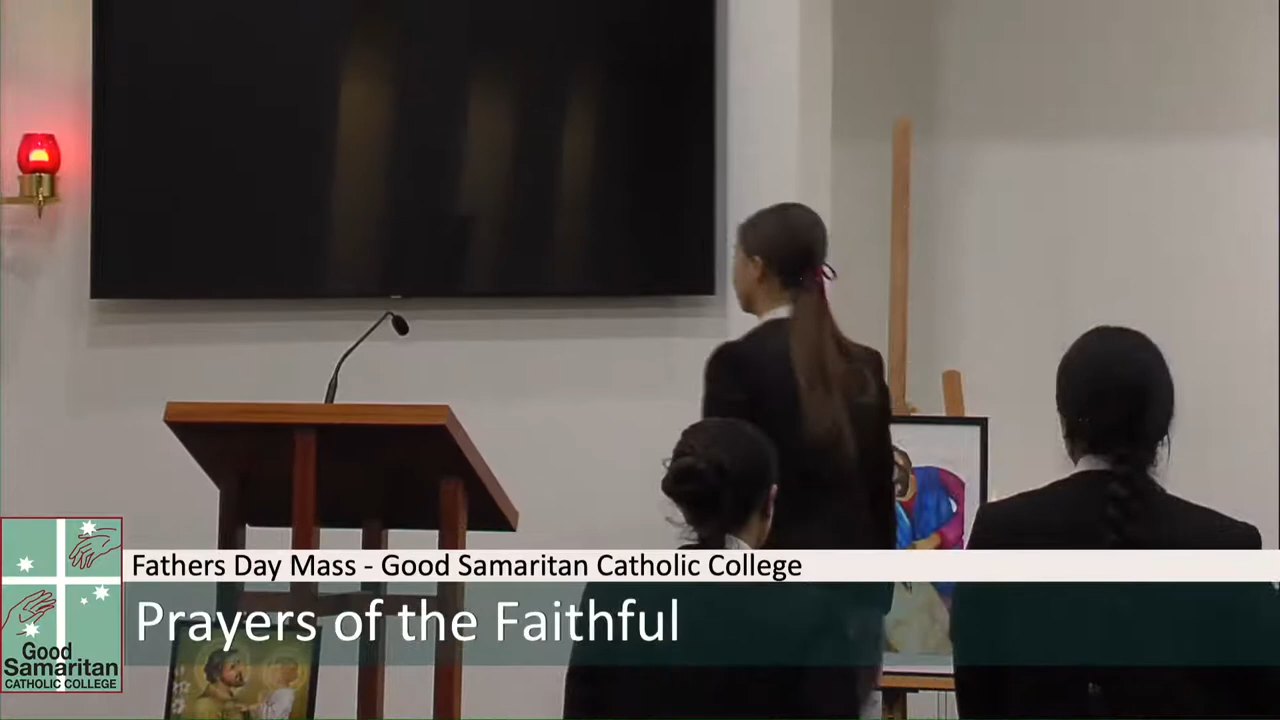 Fathers Day Mass - Good Samaritan Catholic College
Prayers of the Faithful
Good
Samaritan
CATHOLIC COLLEGE